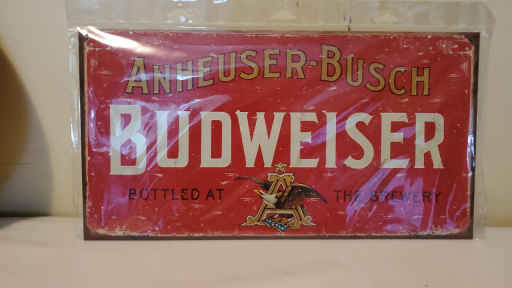 ANHEUSER-BUSCH
BUDWEISER
BOTTLED AT THE BREWERY